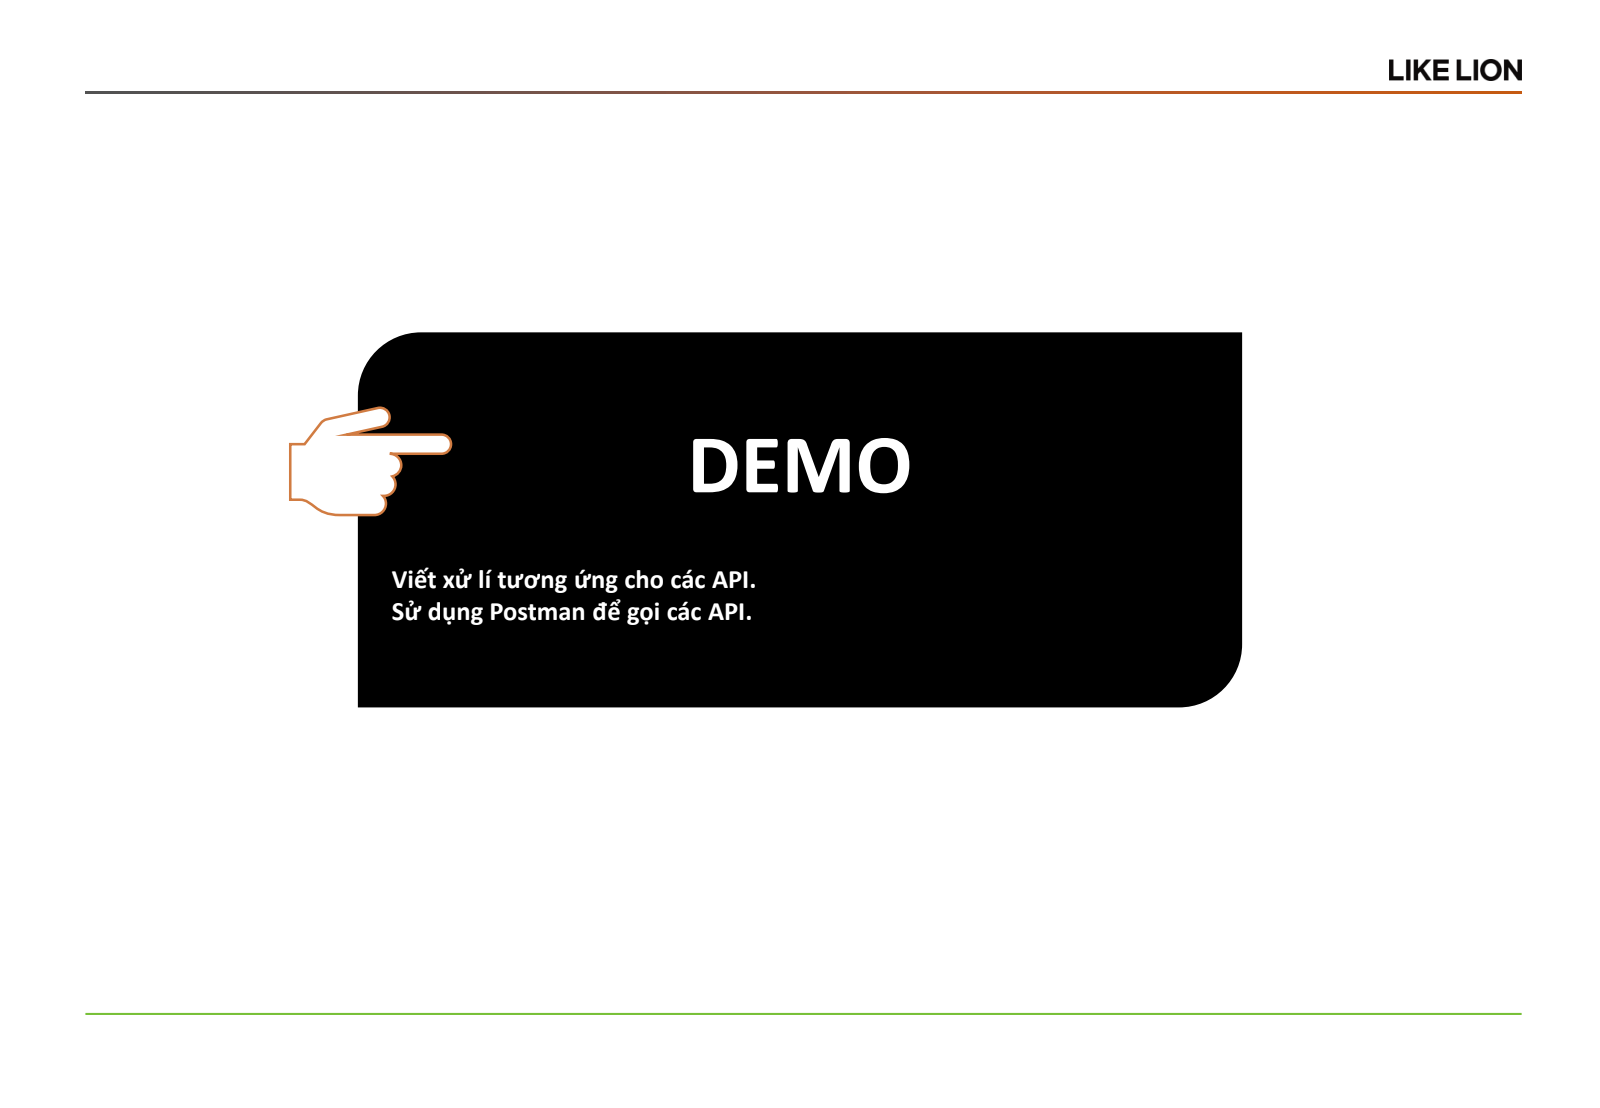 LIKE LION
DEMO
Viết xử lí tương ứng cho các API.
Sử dụng Postman để gọi các API.